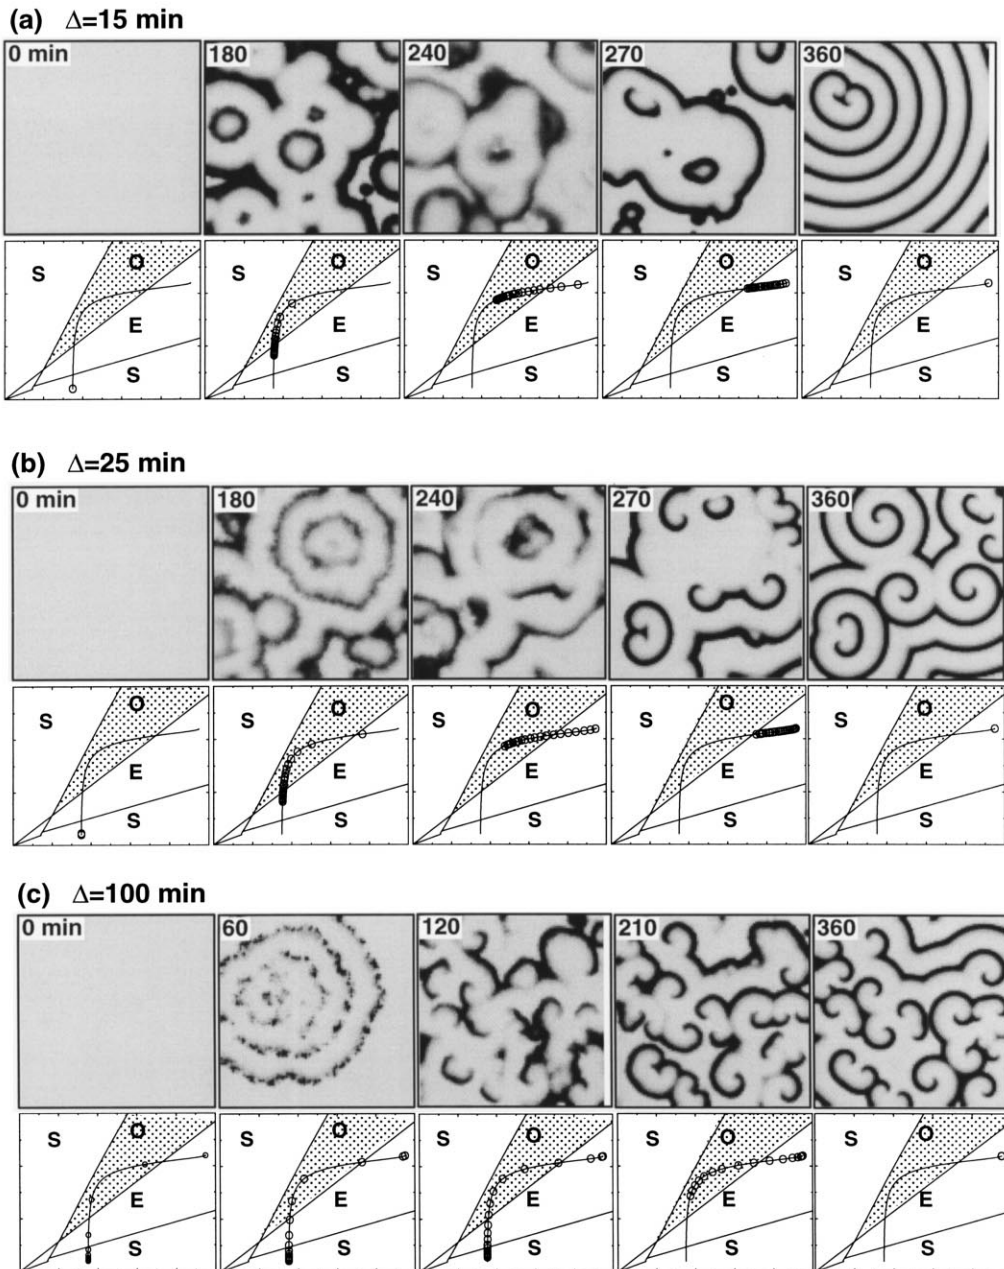 (a) Δ=15 min
0 min 180 240 270 360
S O E S S O E S S O E S S O E S S O E S
(b) Δ=25 min
0 min 180 240 270 360
S O E S S O E S S O E S S O E S S O E S
(c) Δ=100 min
0 min 60 120 210 360
S O E S S O E S S O E S S O E S S O E S